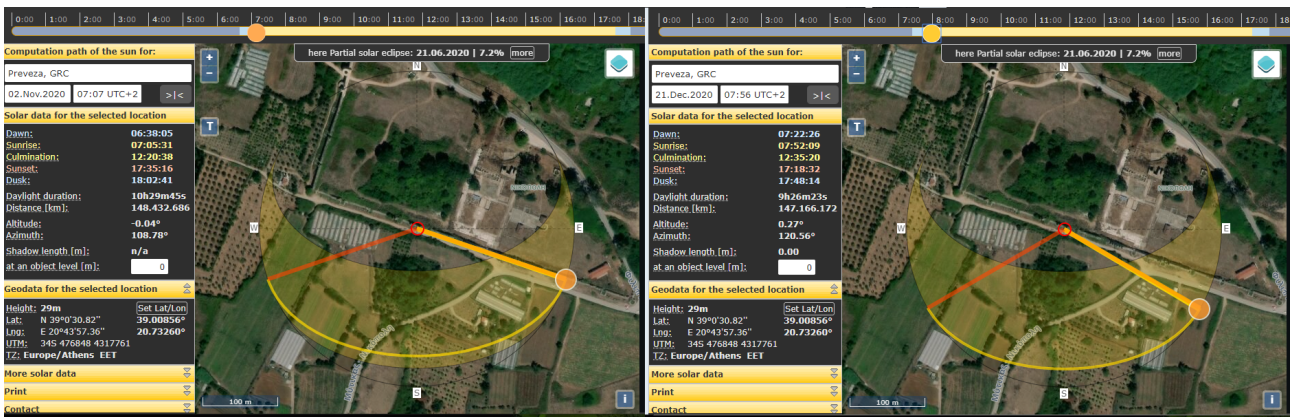 0:00 1:00 2:00 3:00 4:00 5:00 6:00 7:00 8:00 9:00 10:00 11:00 12:00 13:00 14:00 15:00 16:00 17:00 18:
Computation path of the sun for:
Preveza, GRC
02.Nov.2020 07:07 UTC+2 >|<
Solar data for the selected location
Dawn: 06:38:05
Sunrise: 07:05:31
Culmination: 12:20:38
Sunset: 17:35:16
Dusk: 18:02:41
Daylight duration: 10h29m45s
Distance [km]: 148.432.686
Altitude: -0.04°
Azimuth: 108.78°
Shadow length [m]: n/a
at an object level [m]: 0
Geodata for the selected location
Height: 29m Set Lat/Lon
Lat: N 39°0'30.82'' 39.00856°
Lng: E 20°43'57.36'' 20.73260°
UTM: 34S 476848 4317761
TZ: Europe/Athens EET
More solar data
Print
Contact
+
−
T
here Partial solar eclipse: 21.06.2020 | 7.2% more
N
W
E
S
100 m
i
0:00 1:00 2:00 3:00 4:00 5:00 6:00 7:00 8:00 9:00 10:00 11:00 12:00 13:00 14:00 15:00 16:00 17:00 18
Computation path of the sun for:
Preveza, GRC
21.Dec.2020 07:56 UTC+2 >|<
Solar data for the selected location
Dawn: 07:22:26
Sunrise: 07:52:09
Culmination: 12:35:20
Sunset: 17:18:32
Dusk: 17:48:14
Daylight duration: 9h26m23s
Distance [km]: 147.166.172
Altitude: 0.27°
Azimuth: 120.56°
Shadow length [m]: 0.00
at an object level [m]: 0
Geodata for the selected location
Height: 29m Set Lat/Lon
Lat: N 39°0'30.82'' 39.00856°
Lng: E 20°43'57.36'' 20.73260°
UTM: 34S 476848 4317761
TZ: Europe/Athens EET
More solar data
Print
Contact
+
−
T
here Partial solar eclipse: 21.06.2020 | 7.2% more
N
W
E
S
100 m
i